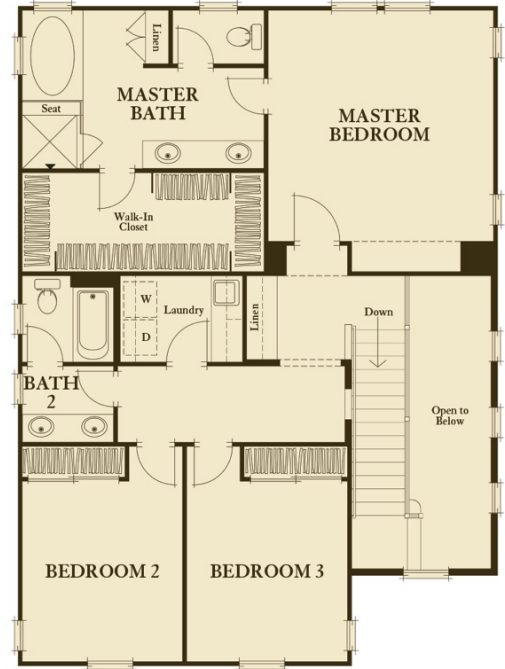 Linen
Seat
MASTER
BATH
MASTER
BEDROOM
Walk-In
Closet
W
D
Laundry
Linen
Down
BATH
2
Open to
Below
BEDROOM 2
BEDROOM 3